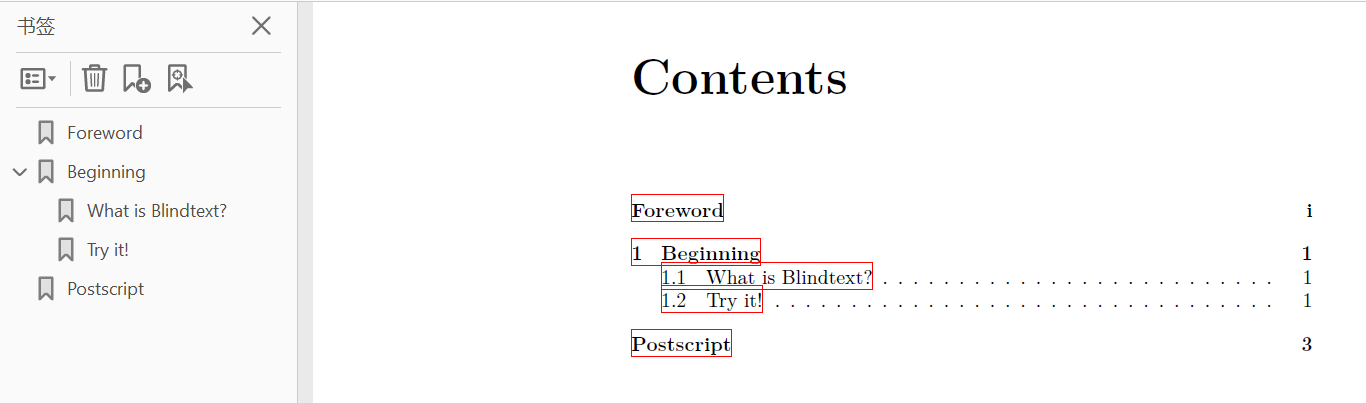 书签
Foreword
Beginning
What is Blindtext?
Try it!
Postscript
Contents
Foreword i
1 Beginning 1
1.1 What is Blindtext? . . . . . . . . . . . . . . . . . . . . . . . . . . 1
1.2 Try it! . . . . . . . . . . . . . . . . . . . . . . . . . . . . . . . . . 1
Postscript 3